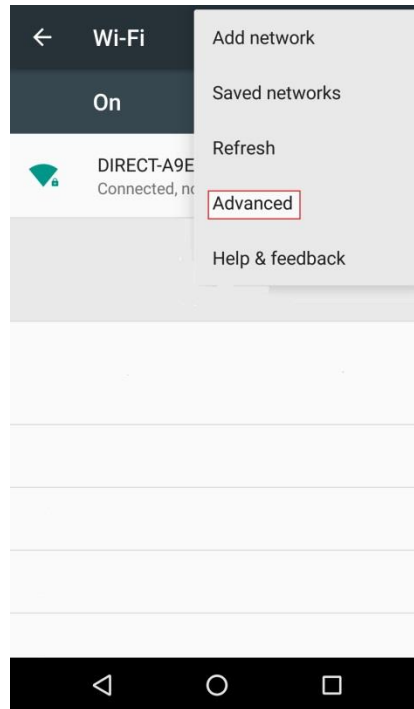 Wi-Fi
On
DIRECT-A9E
Connected, no
Add network
Saved networks
Refresh
Advanced
Help & feedback